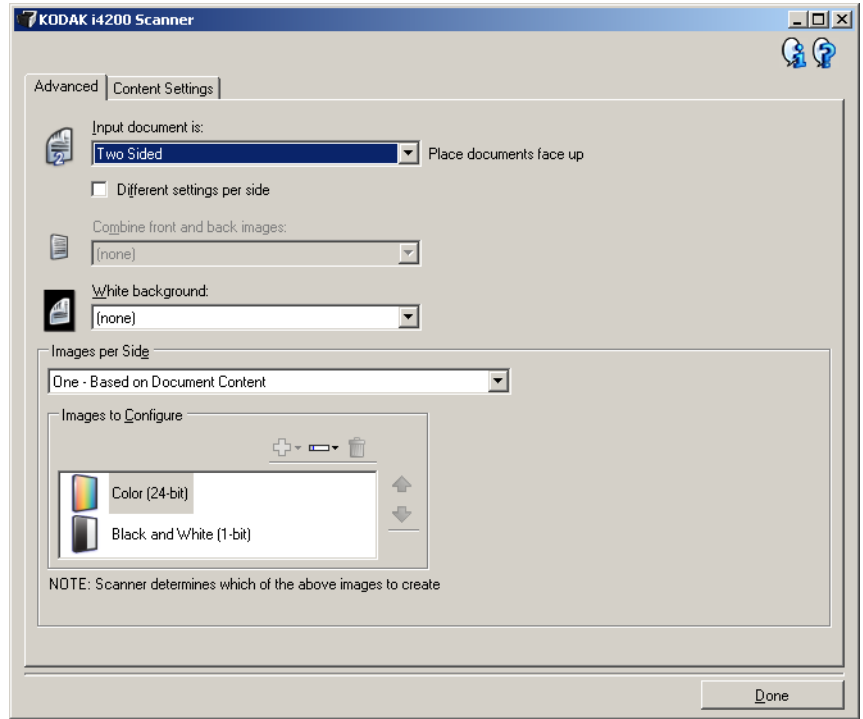 KODAK i4200 Scanner
Advanced
Content Settings
Input document is:
2
Two Sided
Place documents face up
Different settings per side
Combine front and back images:
(none)
White background:
(none)
Images per Side
One - Based on Document Content
Images to Configure
Color (24-bit)
Black and White (1-bit)
NOTE: Scanner determines which of the above images to create
Done